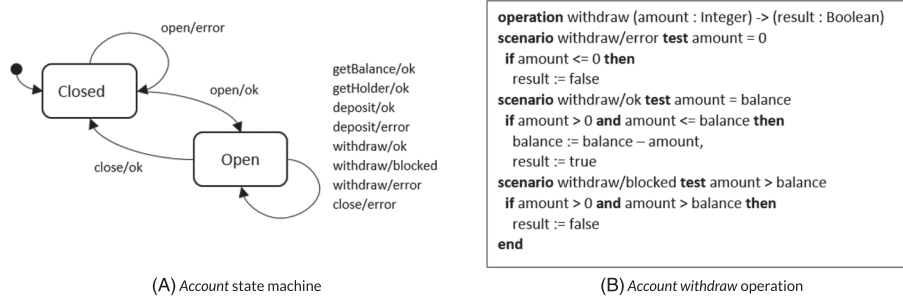 open/error
Closed
open/ok
close/ok
Open
getBalance/ok
getHolder/ok
deposit/ok
deposit/error
withdraw/ok
withdraw/blocked
withdraw/error
close/error
(A) Account state machine
operation withdraw (amount : Integer) -> (result : Boolean)
scenario withdraw/error test amount = 0
if amount <= 0 then
result := false
scenario withdraw/ok test amount = balance
if amount > 0 and amount <= balance then
balance := balance – amount,
result := true
scenario withdraw/blocked test amount > balance
if amount > 0 and amount > balance then
result := false
end
(B) Account withdraw operation